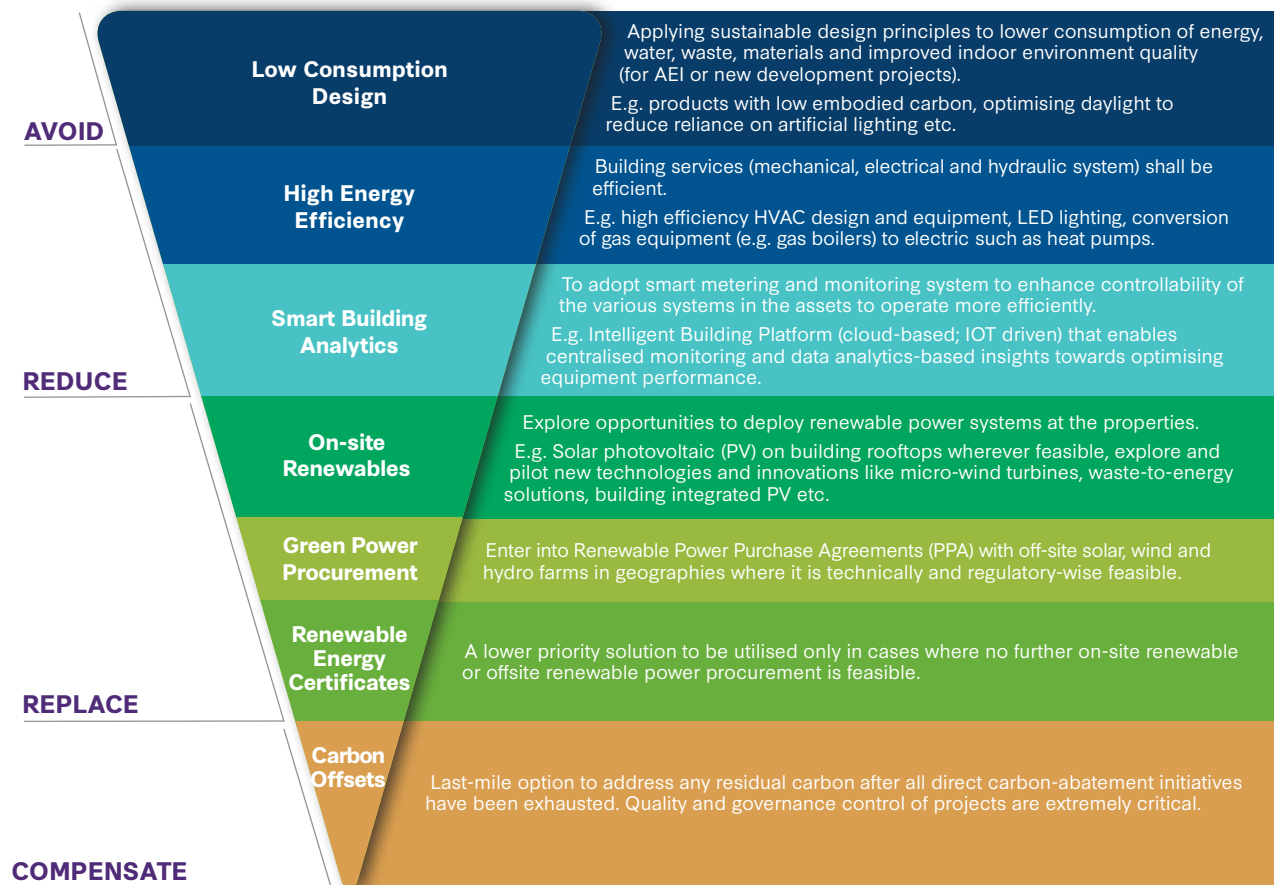 Low Consumption
Design
Applying sustainable design principles to lower consumption of energy,
water, waste, materials and improved indoor environment quality
(for AEI or new development projects).
E.g. products with low embodied carbon, optimising daylight to
reduce reliance on artificial lighting etc.
AVOID
High Energy
Efficiency
Building services (mechanical, electrical and hydraulic system) shall be
efficient.
E.g. high efficiency HVAC design and equipment, LED lighting, conversion
of gas equipment (e.g. gas boilers) to electric such as heat pumps.
Smart Building
Analytics
To adopt smart metering and monitoring system to enhance controllability of
the various systems in the assets to operate more efficiently.
E.g. Intelligent Building Platform (cloud-based; IOT driven) that enables
centralised monitoring and data analytics-based insights towards optimising
equipment performance.
REDUCE
On-site
Renewables
Explore opportunities to deploy renewable power systems at the properties.
E.g. Solar photovoltaic (PV) on building rooftops wherever feasible, explore and
pilot new technologies and innovations like micro-wind turbines, waste-to-energy
solutions, building integrated PV etc.
Green Power
Procurement
Enter into Renewable Power Purchase Agreements (PPA) with off-site solar, wind and
hydro farms in geographies where it is technically and regulatory-wise feasible.
Renewable
Energy
Certificates
A lower priority solution to be utilised only in cases where no further on-site renewable
or offsite renewable power procurement is feasible.
REPLACE
Carbon
Offsets
Last-mile option to address any residual carbon after all direct carbon-abatement initiatives
have been exhausted. Quality and governance control of projects are extremely critical.
COMPENSATE